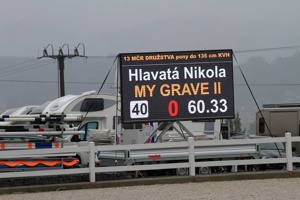 13 MČR DRUŽSTVA pony do 135 cm KVH
Hlavatá Nikola
MY GRAVE II
40 0 60.33